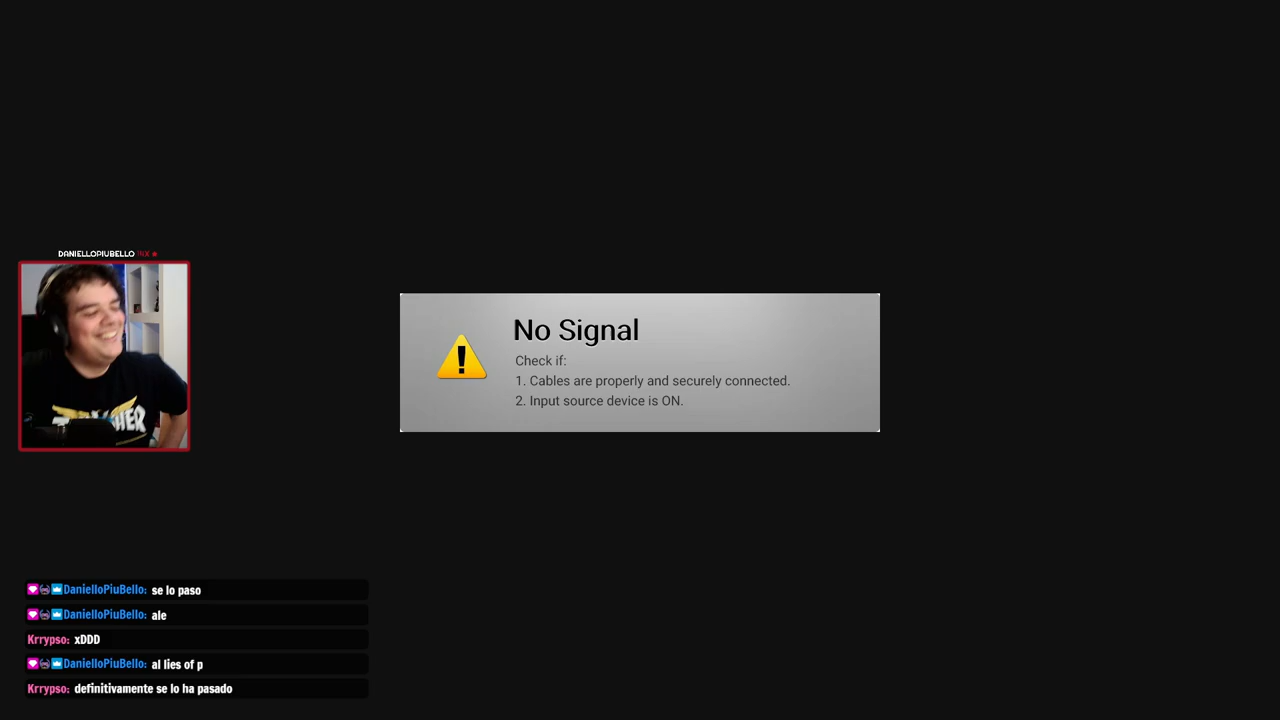 DANIELLOPIUBELLO
No Signal
Check if:
1. Cables are properly and securely connected.
2. Input source device is ON.
DanielloPiuBello: se lo paso
DanielloPiuBello: ale
Krrypso: xDDD
DanielloPiuBello: al lies of p
Krrypso: definitivamente se lo ha pasado